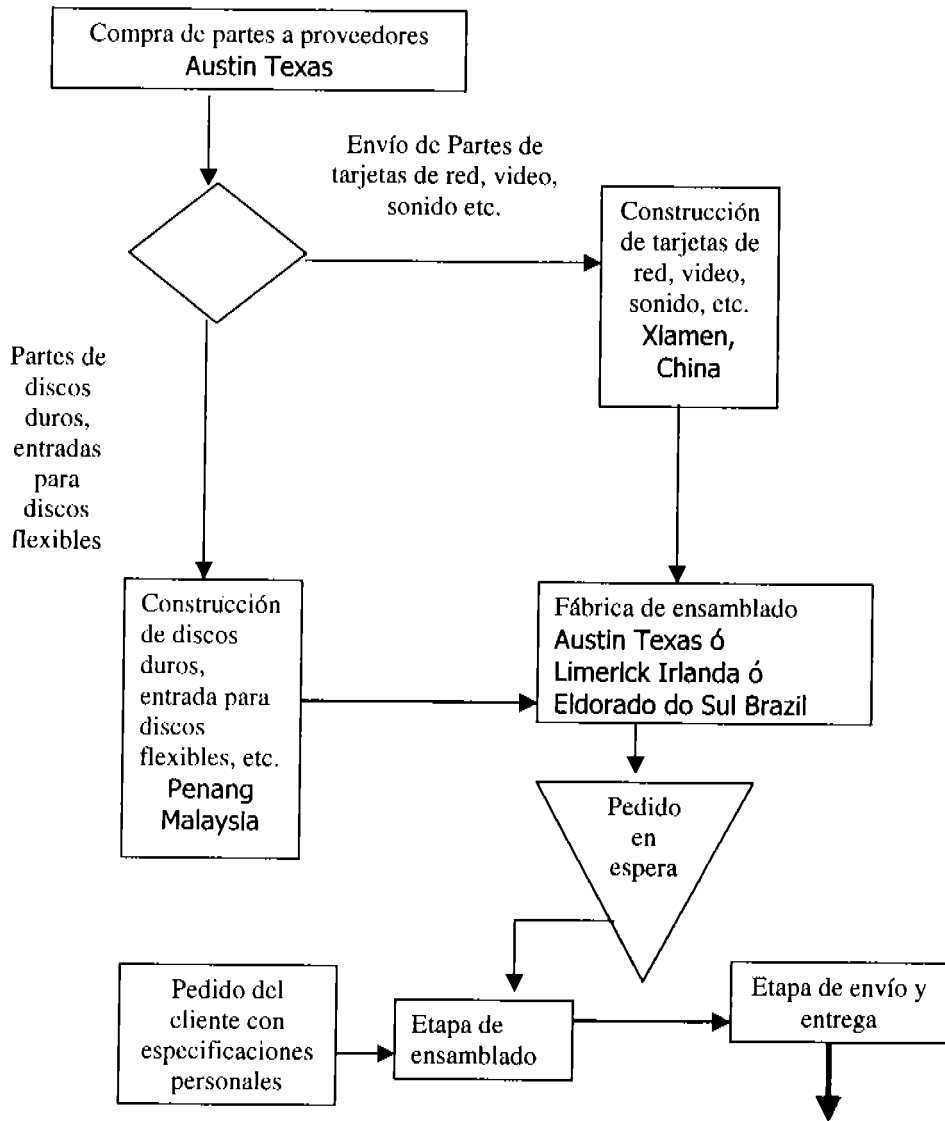 Compra de partes a proveedores
Austin Texas
Envío de Partes de
tarjetas de red, video,
sonido etc.
Construcción
de tarjetas de
red, video,
sonido, etc.
Xiamen,
China
Partes de
discos
duros,
entradas
para
discos
flexibles
Construcción
de discos
duros,
entrada para
discos
flexibles, etc.
Penang
Malaysia
Fábrica de ensamblado
Austin Texas ó
Limerick Irlanda ó
Eldorado do Sul Brazil
Pedido
en
espera
Pedido del
cliente con
especificaciones
personales
Etapa de
ensamblado
Etapa de envío y
entrega